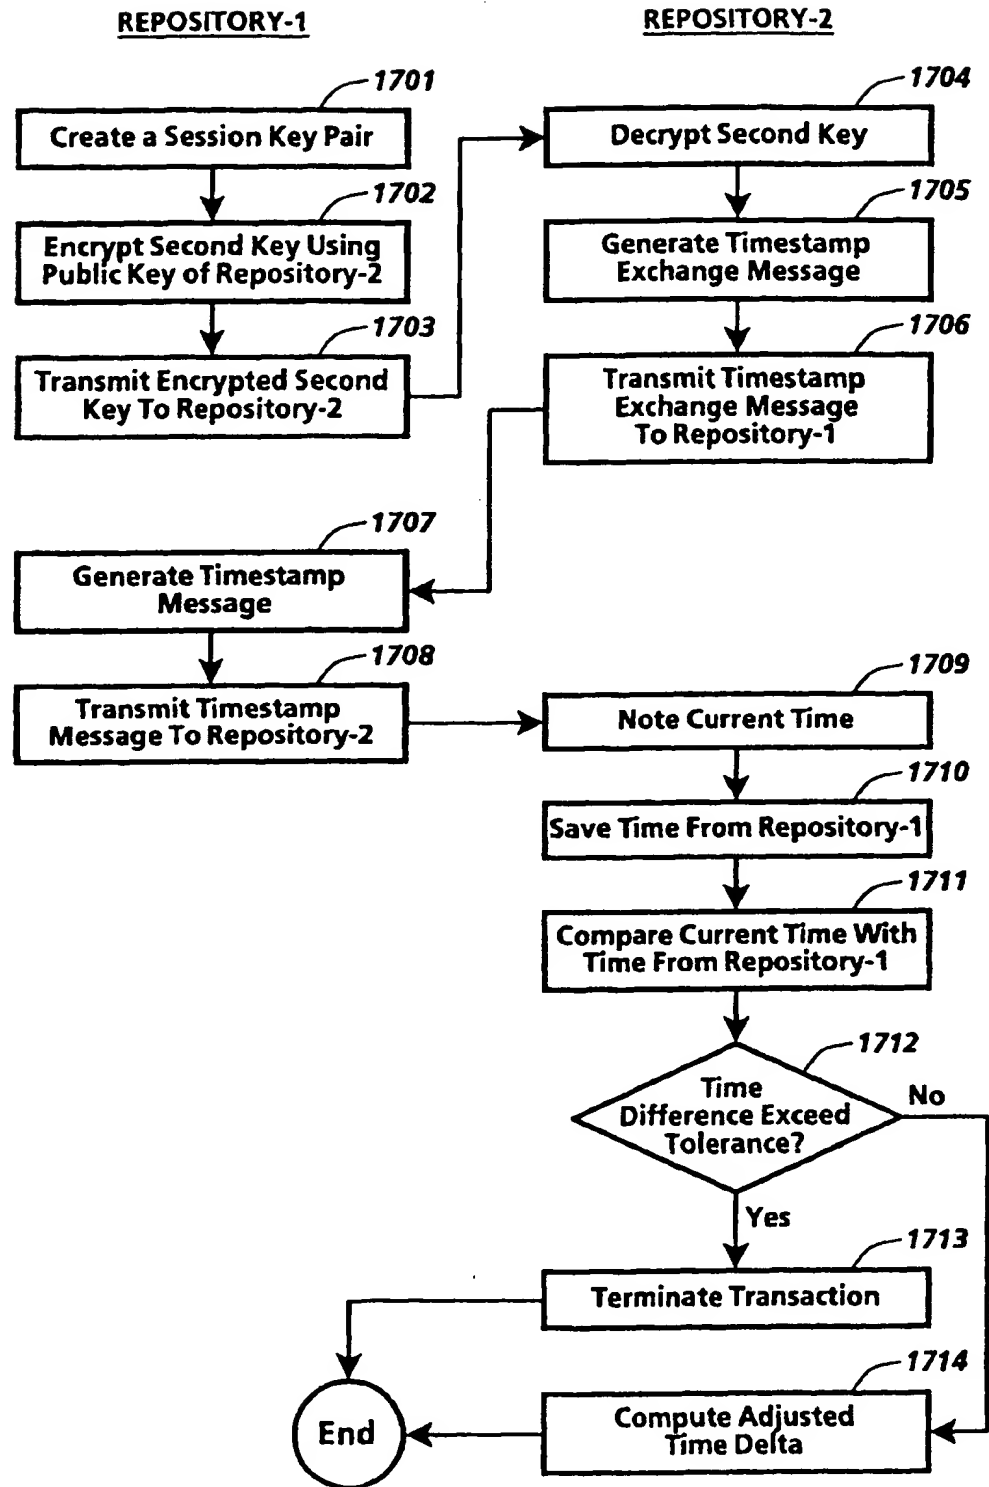 REPOSITORY-1
REPOSITORY-2
1701
Create a Session Key Pair
1702
Encrypt Second Key Using
Public Key of Repository-2
1703
Transmit Encrypted Second
Key To Repository-2
1704
Decrypt Second Key
1705
Generate Timestamp
Exchange Message
1706
Transmit Timestamp
Exchange Message
To Repository-1
1707
Generate Timestamp
Message
1708
Transmit Timestamp
Message To Repository-2
1709
Note Current Time
1710
Save Time From Repository-1
1711
Compare Current Time With
Time From Repository-1
1712
Time
Difference Exceed
Tolerance?
No
Yes
1713
Terminate Transaction
1714
Compute Adjusted
Time Delta
End